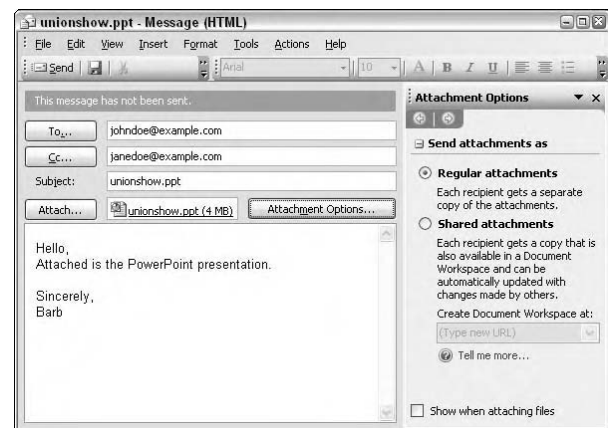 unionshow.ppt - Message (HTML)
File Edit View Insert Format Tools Actions Help
Send Arial 10 A B I U
This message has not been sent.
To... johndoe@example.com
Cc... janedoe@example.com
Subject: unionshow.ppt
Attach... unionshow.ppt (4 MB) Attachment Options...
Hello,
Attached is the PowerPoint presentation.
Sincerely,
Barb
Attachment Options
Send attachments as
Regular attachments
Each recipient gets a separate
copy of the attachments.
Shared attachments
Each recipient gets a copy that is
also available in a Document
Workspace and can be
automatically updated with
changes made by others.
Create Document Workspace at:
(Type new URL)
Tell me more...
Show when attaching files